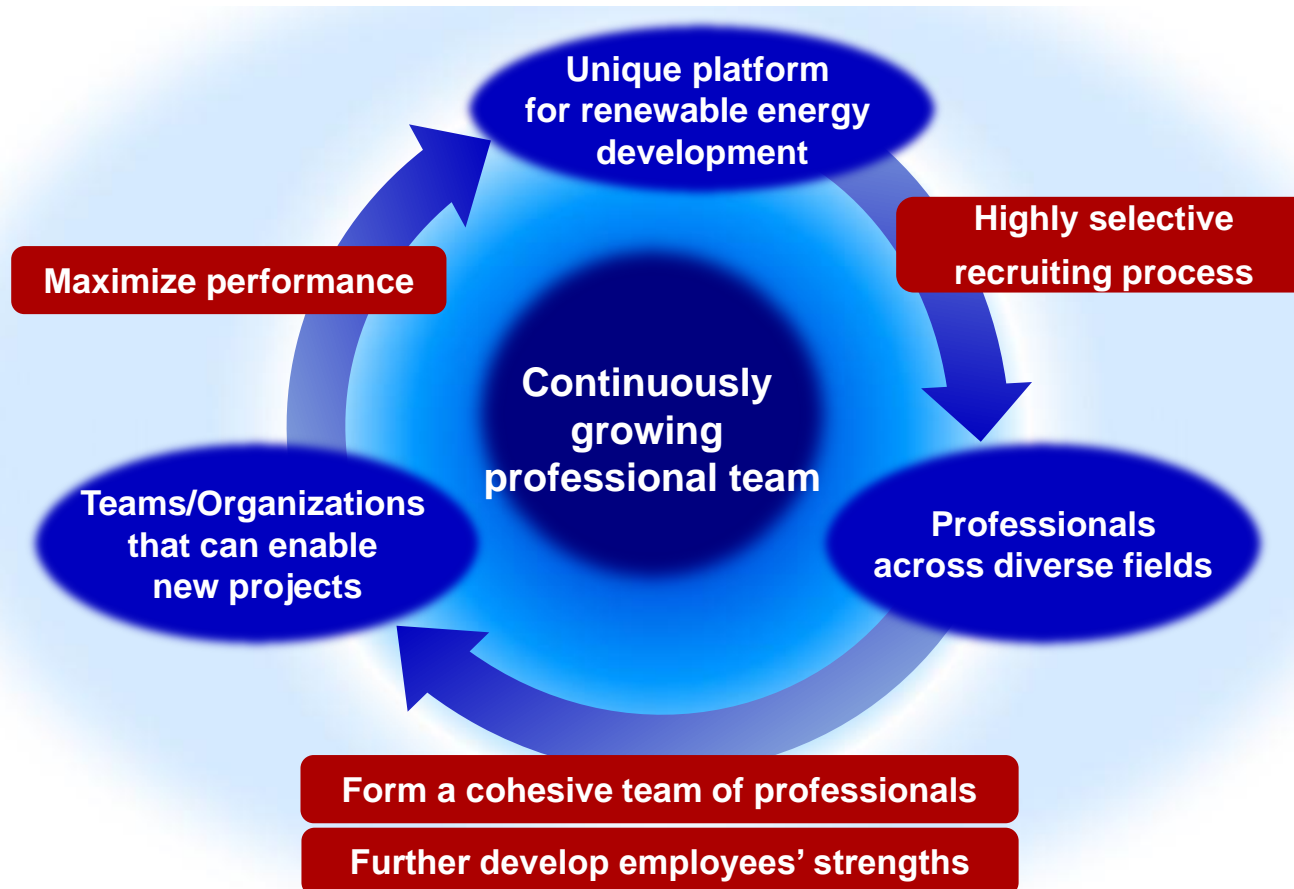 Unique platform
for renewable energy
development
Highly selective
recruiting process
Maximize performance
Continuously
growing
professional team
Teams/Organizations
that can enable
new projects
Professionals
across diverse fields
Form a cohesive team of professionals
Further develop employees’ strengths